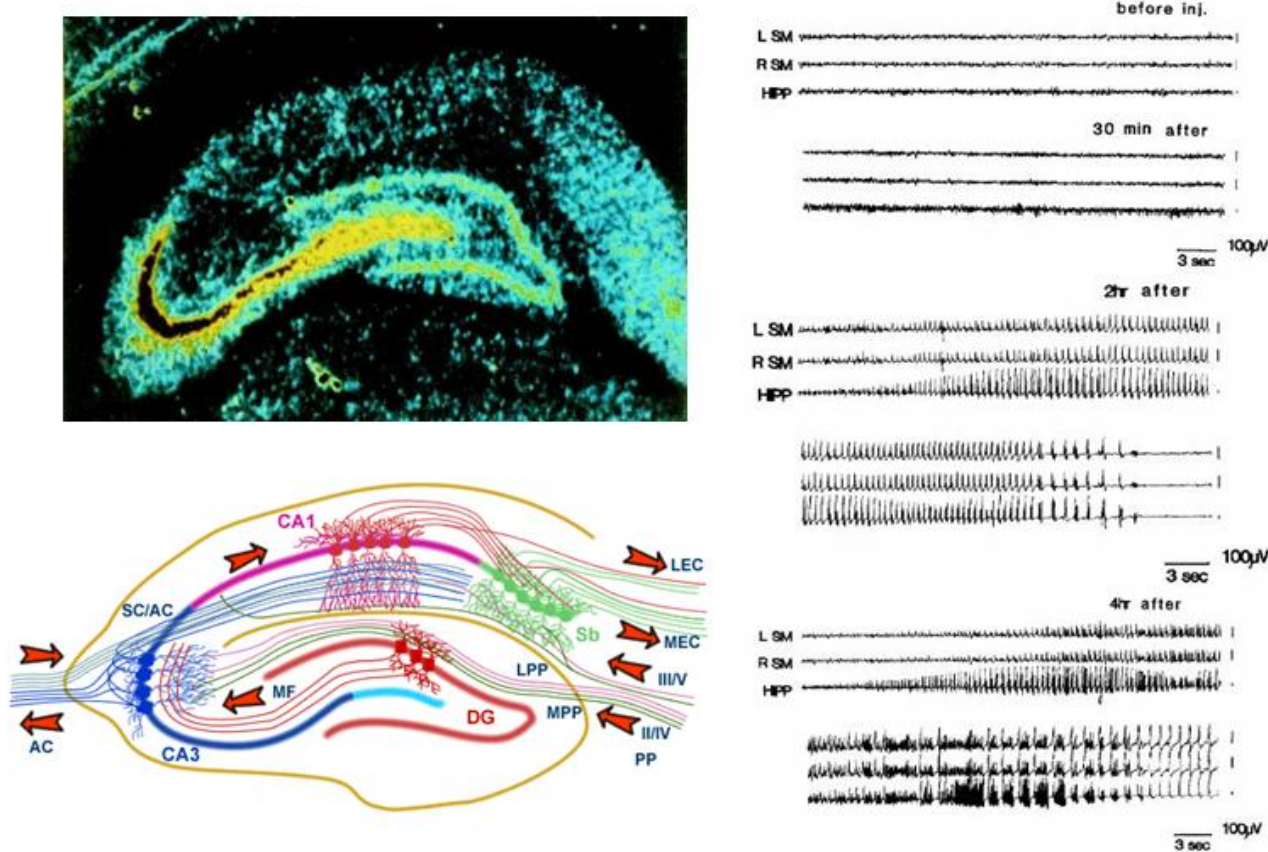 before inj.
L SM
R SM
HIPP
30 min after
100µV
3 sec
2hr after
L SM
R SM
HIPP
100µV
3 sec
4hr after
L SM
R SM
HIPP
100µV
3 sec
CA1
LEC
SC/AC
Sb
MEC
LPP
III/V
MF
MPP
DG
II/IV
AC
CA3
PP